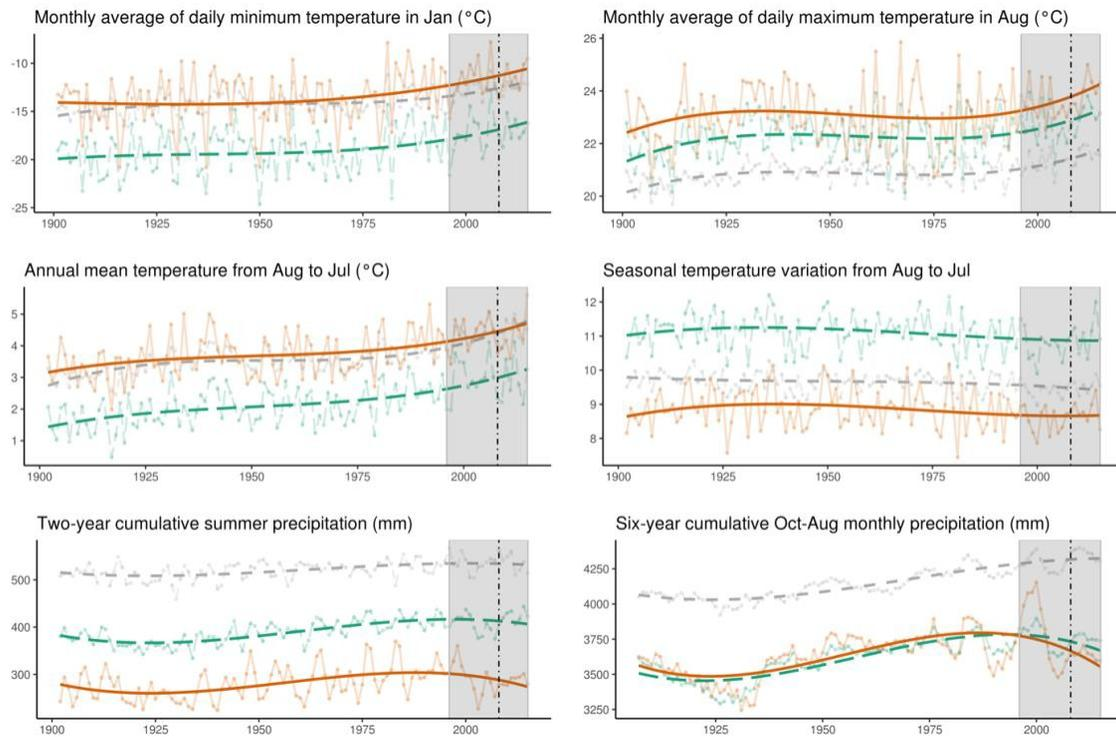 Monthly average of daily minimum temperature in Jan (°C)
-10
-15
-20
-25
1900 1925 1950 1975 2000
Monthly average of daily maximum temperature in Aug (°C)
26
24
22
20
1900 1925 1950 1975 2000
Annual mean temperature from Aug to Jul (°C)
5
4
3
2
1
1900 1925 1950 1975 2000
Seasonal temperature variation from Aug to Jul
12
11
10
9
8
1900 1925 1950 1975 2000
Two-year cumulative summer precipitation (mm)
500
400
300
1900 1925 1950 1975 2000
Six-year cumulative Oct-Aug monthly precipitation (mm)
4250
4000
3750
3500
3250
1925 1950 1975 2000